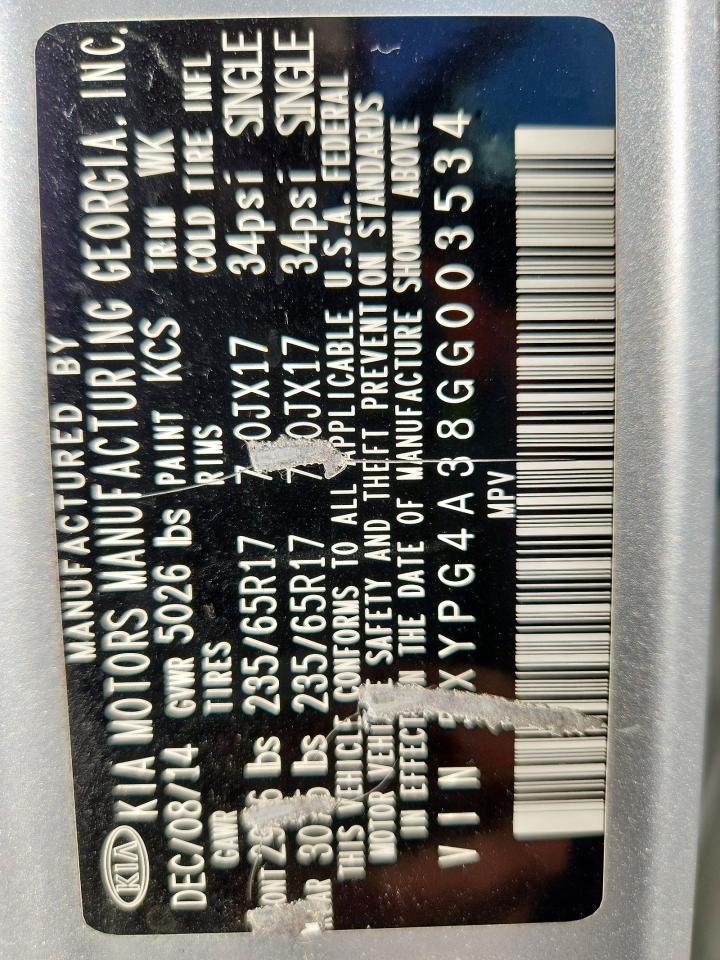 MANUFACTURED BY
KIA KIA MOTORS MANUFACTURING GEORGIA. INC.
DEC/08/14 GVWR 5026 lbs PAINT KCS TRIM WK
GAWR TIRES RIMS COLD TIRE INFL
lbs 235/65R17 0JX17 34psi SINGLE
lbs 235/65R17 0JX17 34psi SINGLE
THIS VEHICLE CONFORMS TO ALL APPLICABLE U.S.A. FEDERAL
MOTOR VEHICLE SAFETY AND THEFT PREVENTION STANDARDS
IN EFFECT ON THE DATE OF MANUFACTURE SHOWN ABOVE
VIN XYPG4A38GG003534
MPV